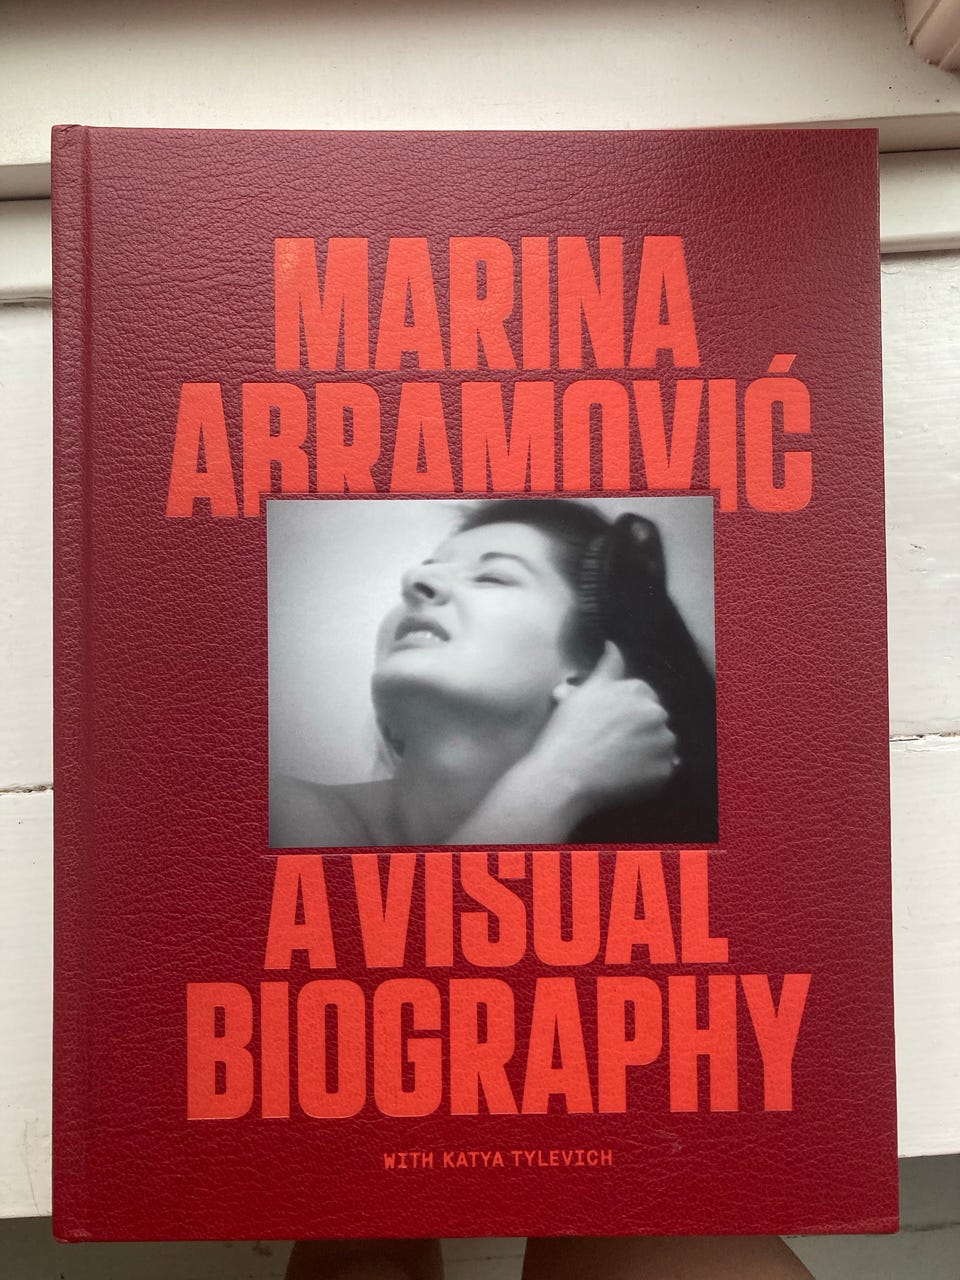 MARINA
ABRAMOVIĆ
A VISUAL
BIOGRAPHY
WITH KATYA TYLEVICH